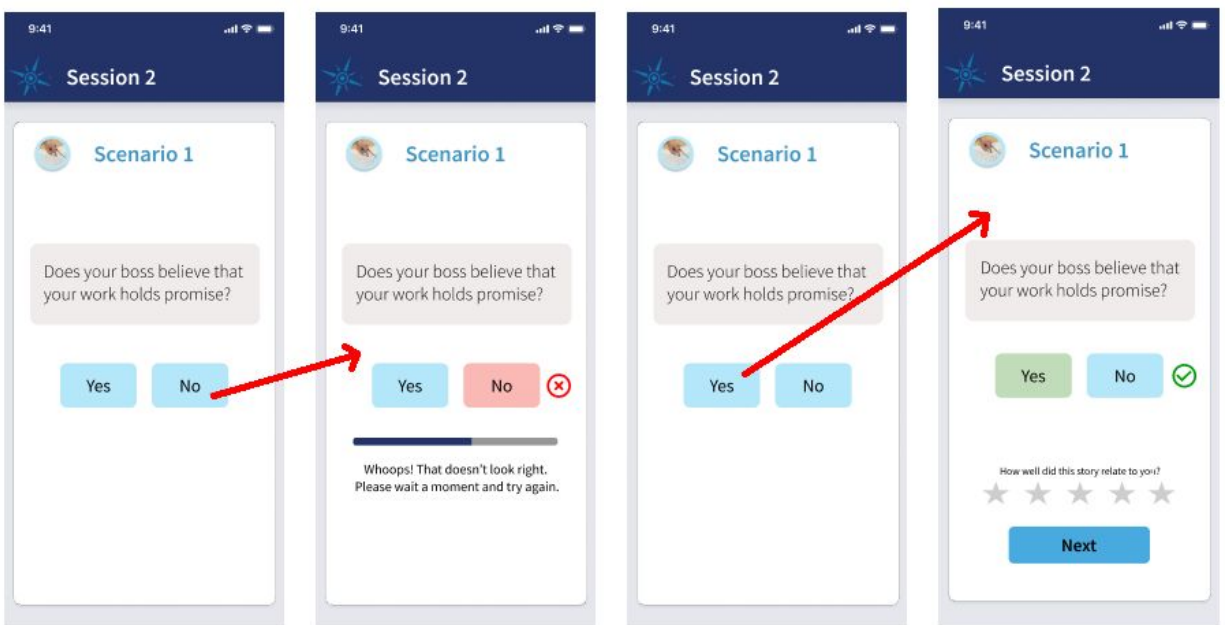 9:41
Session 2
Scenario 1
Does your boss believe that
your work holds promise?
Yes No
9:41
Session 2
Scenario 1
Does your boss believe that
your work holds promise?
Yes No
Whoops! That doesn't look right.
Please wait a moment and try again.
9:41
Session 2
Scenario 1
Does your boss believe that
your work holds promise?
Yes No
9:41
Session 2
Scenario 1
Does your boss believe that
your work holds promise?
Yes No
How well did this story relate to you?
Next